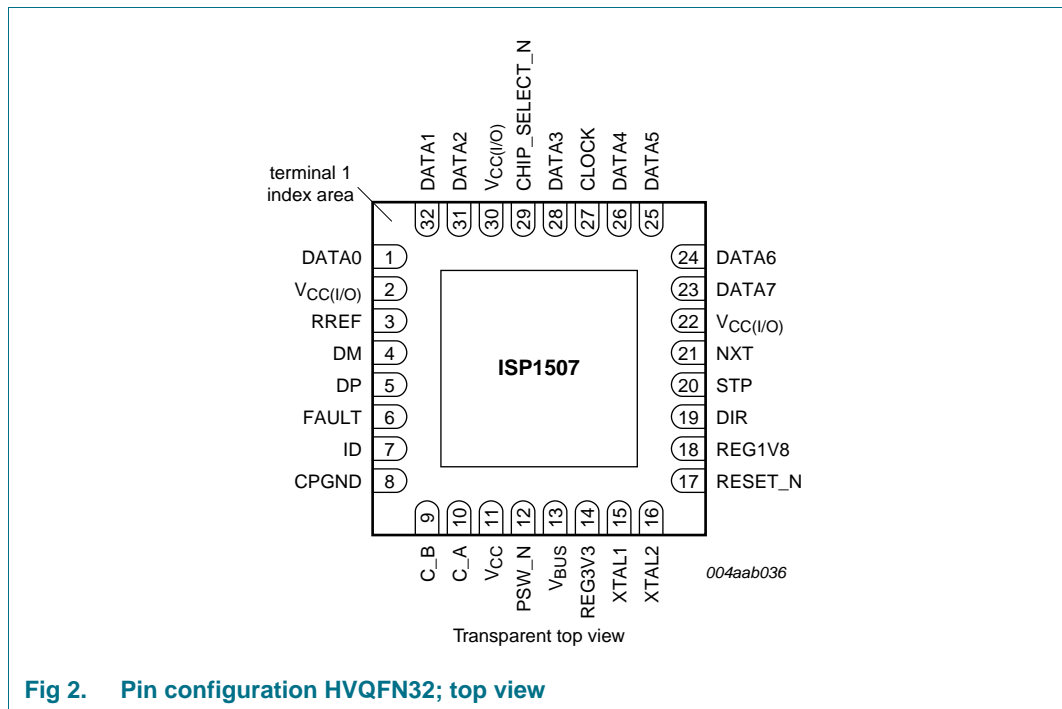 DATA1
DATA2
VCC(I/O)
CHIP_SELECT_N
DATA3
CLOCK
DATA4
DATA5
terminal 1
index area
32
31
30
29
28
27
26
25
DATA0 1
VCC(I/O) 2
RREF 3
DM 4
DP 5
FAULT 6
ID 7
CPGND 8
ISP1507
24 DATA6
23 DATA7
22 VCC(I/O)
21 NXT
20 STP
19 DIR
18 REG1V8
17 RESET_N
9
10
11
12
13
14
15
16
C_B
C_A
VCC
PSW_N
VBUS
REG3V3
XTAL1
XTAL2
004aab036
Transparent top view
Fig 2. Pin configuration HVQFN32; top view